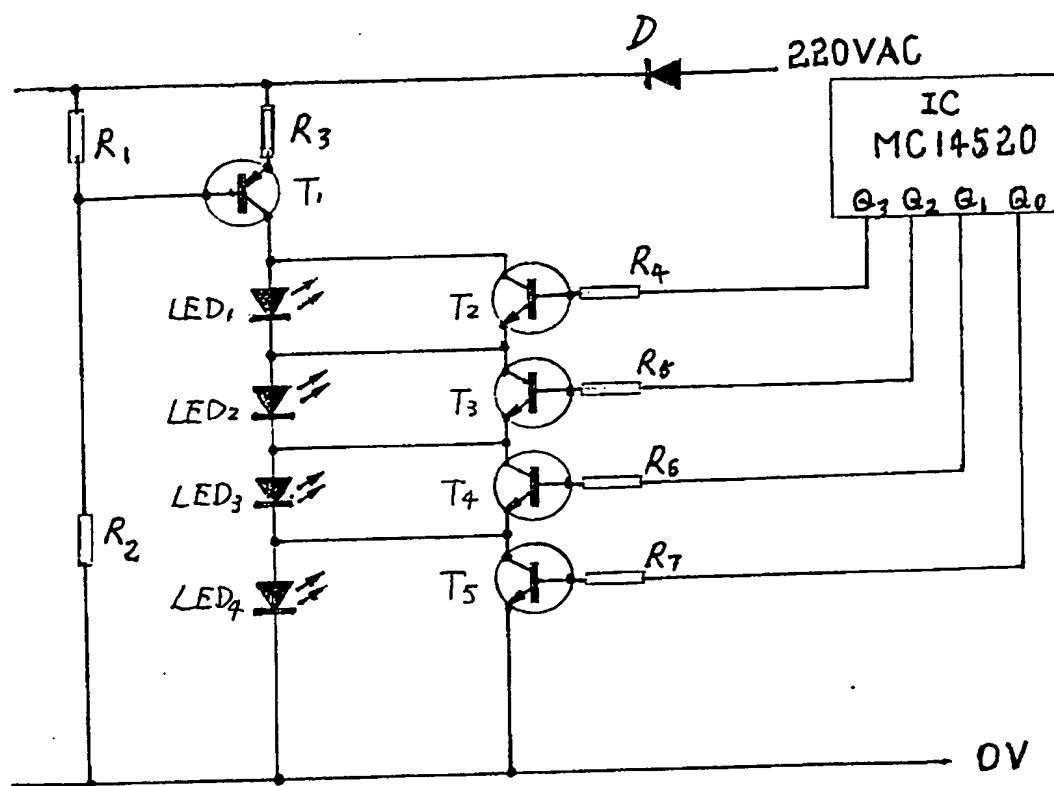 D
220VAC
IC
MC14520
Q3 Q2 Q1 Q0
R1
R3
T1
R4
LED1
T2
R5
LED2
T3
R6
LED3
T4
R2
R7
LED4
T5
0V